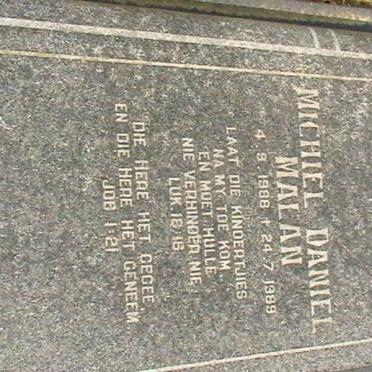 MICHIEL DANIEL
MALAN
4.9.1988 † 24.7.1989
LAAT DIE KINDERTJIES
NA MY TOE KOM
EN MOET HULLE
NIE VERHINDER NIE
LUK. 18:16
"DIE HERE HET GEGEE,
EN DIE HERE HET GENEEM"
JOB 1:21